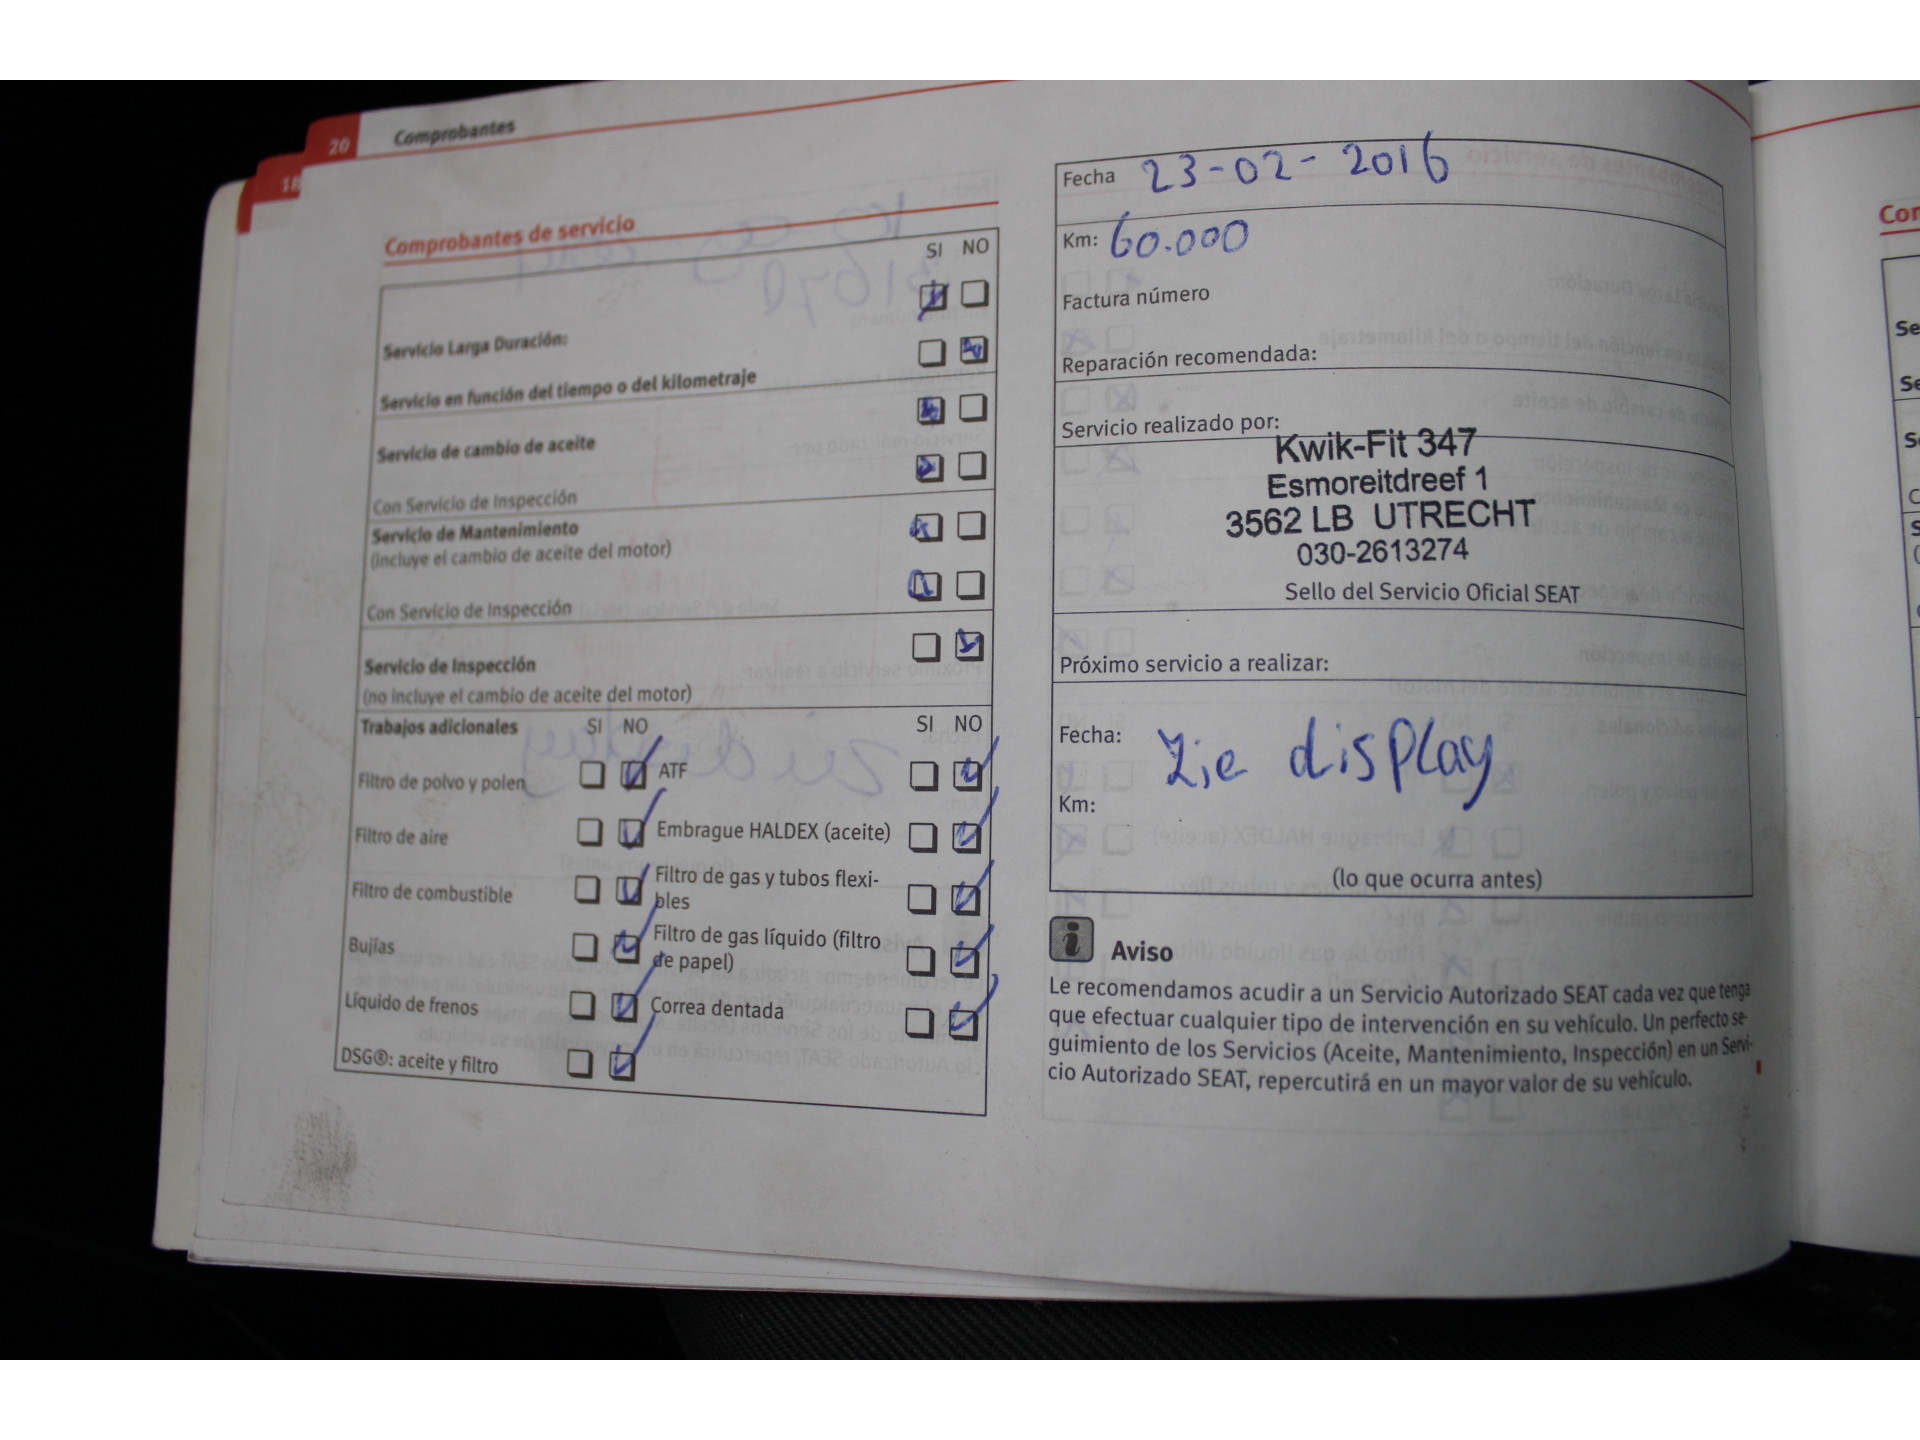 20 Comprobantes
18
Comprobantes de servicio
SI NO
Servicio Larga Duración:
Servicio en función del tiempo o del kilometraje
Servicio de cambio de aceite
Con Servicio de Inspección
Servicio de Mantenimiento
(incluye el cambio de aceite del motor)
Con Servicio de Inspección
Servicio de Inspección
(no incluye el cambio de aceite del motor)
Trabajos adicionales SI NO SI NO
Filtro de polvo y polen ATF
Filtro de aire Embrague HALDEX (aceite)
Filtro de combustible Filtro de gas y tubos flexi-
bles
Bujías Filtro de gas líquido (filtro
de papel)
Líquido de frenos Correa dentada
DSG®: aceite y filtro
Fecha 23-02-2016
Km: 60.000
Factura número
Reparación recomendada:
Servicio realizado por:
Kwik-Fit 347
Esmoreitdreef 1
3562 LB UTRECHT
030-2613274
Sello del Servicio Oficial SEAT
Próximo servicio a realizar:
Fecha: Zie display
Km:
(lo que ocurra antes)
i Aviso
Le recomendamos acudir a un Servicio Autorizado SEAT cada vez que tenga
que efectuar cualquier tipo de intervención en su vehículo. Un perfecto se-
guimiento de los Servicios (Aceite, Mantenimiento, Inspección) en un Servi-
cio Autorizado SEAT, repercutirá en un mayor valor de su vehículo.